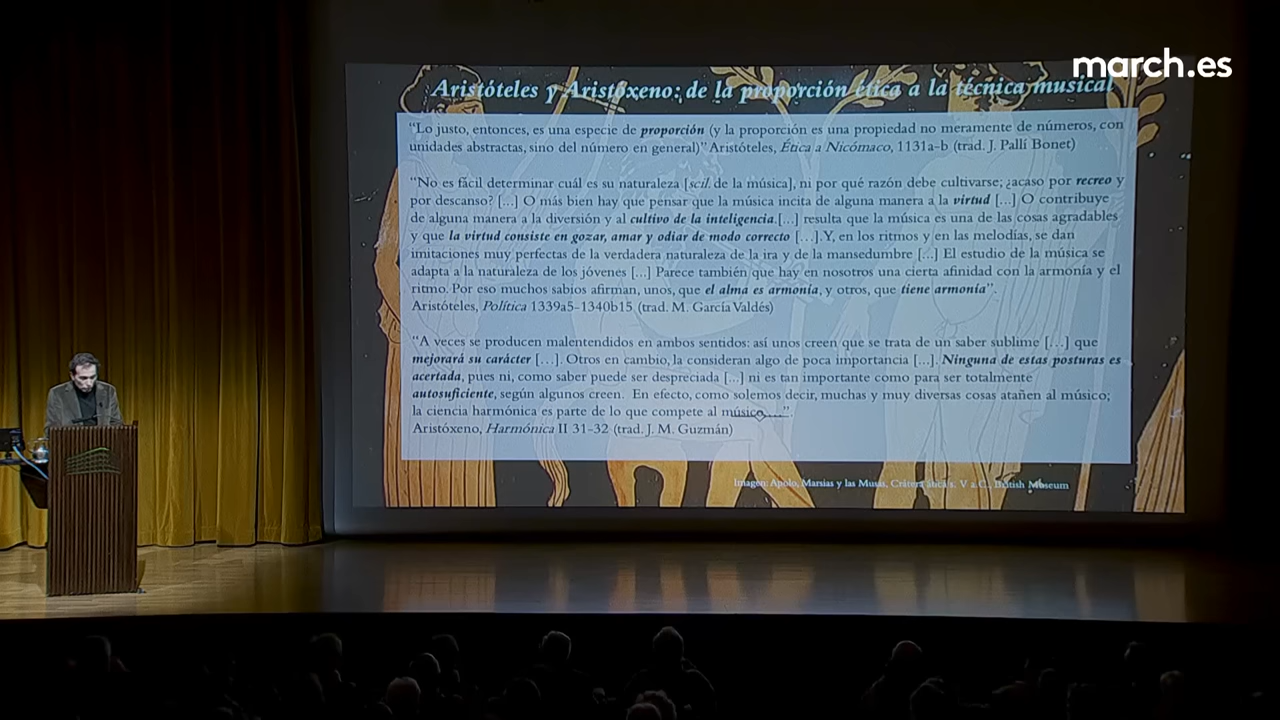 march.es
Aristóteles y Aristóxeno: de la proporción ética a la técnica musical
“Lo justo, entonces, es una especie de proporción (y la proporción es una propiedad no meramente de números, con
unidades abstractas, sino del número en general)” Aristóteles, Ética a Nicómaco, 1131a-b (trad. J. Pallí Bonet)
“No es fácil determinar cuál es su naturaleza [scil. de la música], ni por qué razón debe cultivarse; ¿acaso por recreo y
por descanso? [...] O más bien hay que pensar que la música incita de alguna manera a la virtud [...] O contribuye
de alguna manera a la diversión y al cultivo de la inteligencia.[...] resulta que la música es una de las cosas agradables
y que la virtud consiste en gozar, amar y odiar de modo correcto [...].Y, en los ritmos y en las melodías, se dan
imitaciones muy perfectas de la verdadera naturaleza de la ira y de la mansedumbre [...] El estudio de la música se
adapta a la naturaleza de los jóvenes [...] Parece también que hay en nosotros una cierta afinidad con la armonía y el
ritmo. Por eso muchos sabios afirman, unos, que el alma es armonía, y otros, que tiene armonía”.
Aristóteles, Política 1339a5-1340b15 (trad. M. García Valdés)
“A veces se producen malentendidos en ambos sentidos: así unos creen que se trata de un saber sublime [...] que
mejorará su carácter [...]. Otros en cambio, la consideran algo de poca importancia [...]. Ninguna de estas posturas es
acertada, pues ni, como saber puede ser despreciada [...] ni es tan importante como para ser totalmente
autosuficiente, según algunos creen. En efecto, como solemos decir, muchas y muy diversas cosas atañen al músico;
la ciencia harmónica es parte de lo que compete al músico....”.
Aristóxeno, Harmónica II 31-32 (trad. J. M. Guzmán)
Imagen: Apolo, Marsias y las Musas, Crátera ática s. V a.C., British Museum